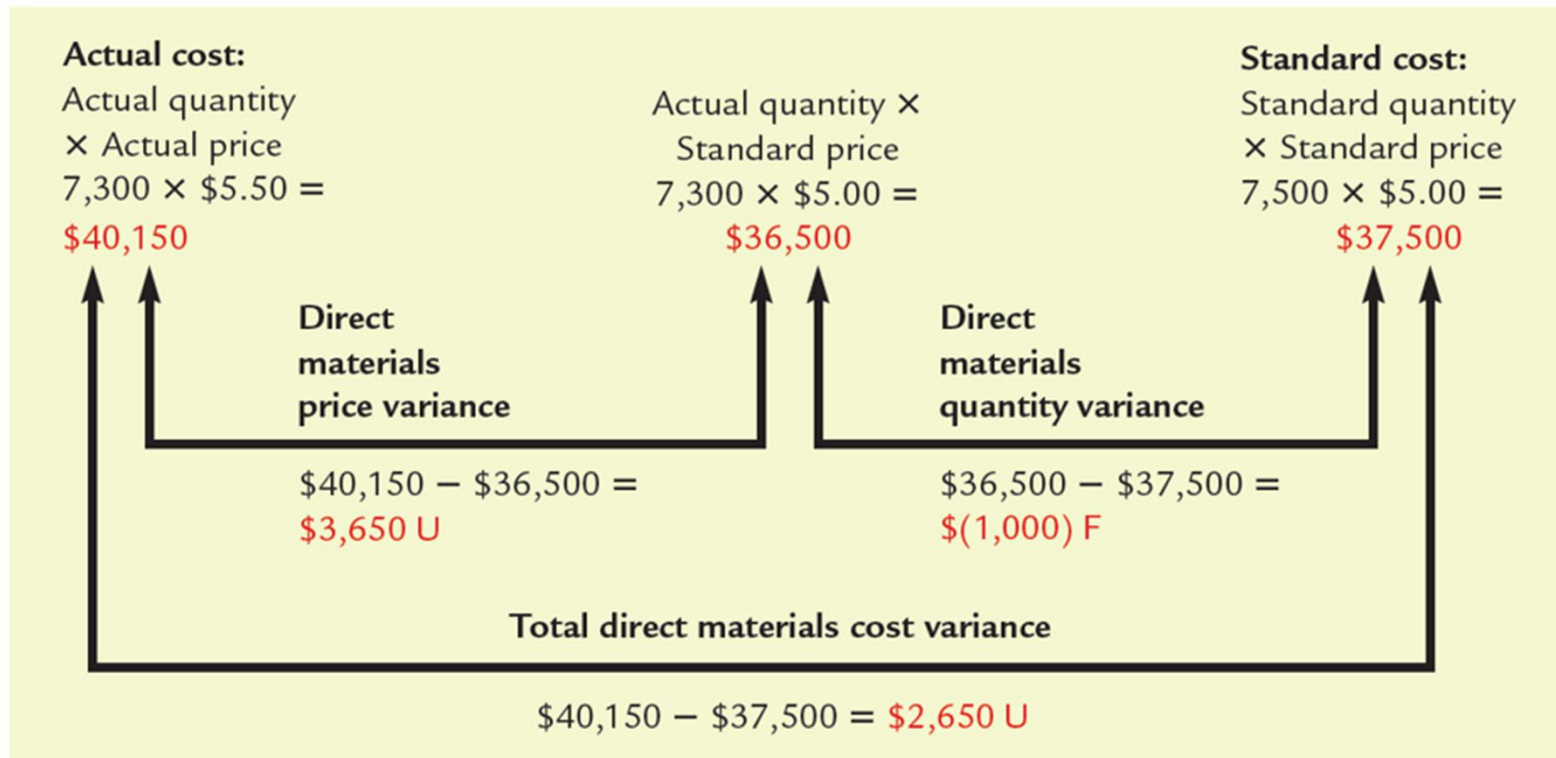 Actual cost:
Actual quantity
× Actual price
7,300 × $5.50 =
$40,150
Actual quantity ×
Standard price
7,300 × $5.00 =
$36,500
Standard cost:
Standard quantity
× Standard price
7,500 × $5.00 =
$37,500
Direct
materials
price variance
$40,150 − $36,500 =
$3,650 U
Direct
materials
quantity variance
$36,500 − $37,500 =
$(1,000) F
Total direct materials cost variance
$40,150 − $37,500 = $2,650 U